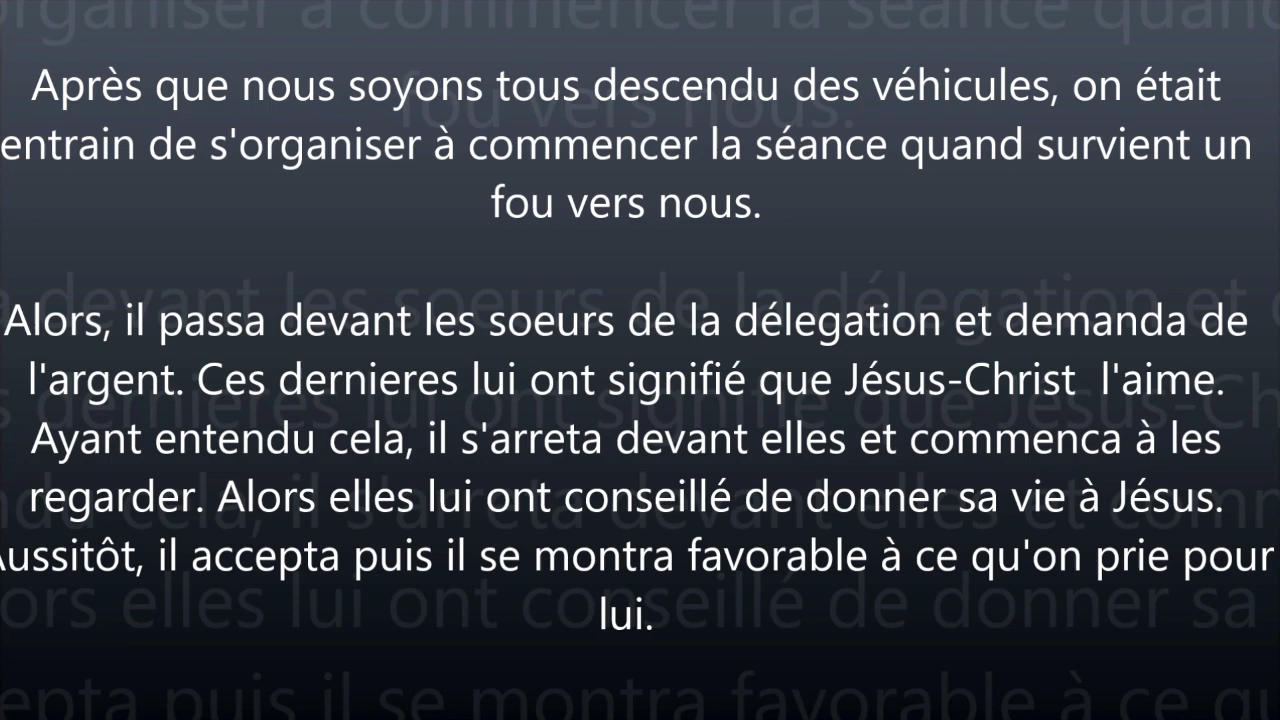 Après que nous soyons tous descendu des véhicules, on était
entrain de s'organiser à commencer la séance quand survient un
fou vers nous.
Alors, il passa devant les soeurs de la délegation et demanda de
l'argent. Ces dernieres lui ont signifié que Jésus-Christ  l'aime.
Ayant entendu cela, il s'arreta devant elles et commenca à les
regarder. Alors elles lui ont conseillé de donner sa vie à Jésus.
Aussitôt, il accepta puis il se montra favorable à ce qu'on prie pour
lui.